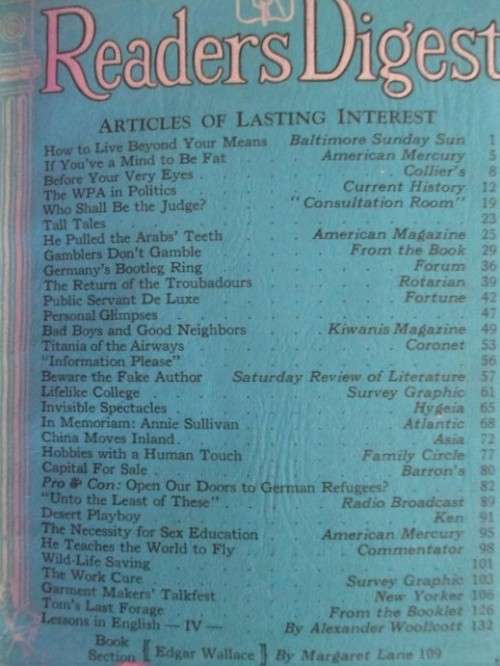 Readers Digest
ARTICLES OF LASTING INTEREST
How to Live Beyond Your Means Baltimore Sunday Sun 1
If You've a Mind to Be Fat American Mercury 5
Before Your Very Eyes Collier's 8
The WPA in Politics Current History 12
Who Shall Be the Judge? "Consultation Room" 19
Tall Tales 23
He Pulled the Arabs' Teeth American Magazine 25
Gamblers Don't Gamble From the Book 29
Germany's Bootleg Ring Forum 36
The Return of the Troubadours Rotarian 39
Public Servant De Luxe Fortune 42
Personal Glimpses 47
Bad Boys and Good Neighbors Kiwanis Magazine 49
Titania of the Airways Coronet 53
"Information Please" 56
Beware the Fake Author Saturday Review of Literature 57
Lifelike College Survey Graphic 61
Invisible Spectacles Hygeia 65
In Memoriam: Annie Sullivan Atlantic 68
China Moves Inland Asia 72
Hobbies with a Human Touch Family Circle 77
Capital For Sale Barron's 80
Pro & Con: Open Our Doors to German Refugees? 82
"Unto the Least of These" Radio Broadcast 89
Desert Playboy Ken 91
The Necessity for Sex Education American Mercury 95
He Teaches the World to Fly Commentator 98
Wild-Life Saving 101
The Work Cure Survey Graphic 103
Garment Makers' Talkfest New Yorker 106
Tom's Last Forage From the Booklet 126
Lessons in English — IV — By Alexander Woollcott 132
Book Section [Edgar Wallace] By Margaret Lane 109